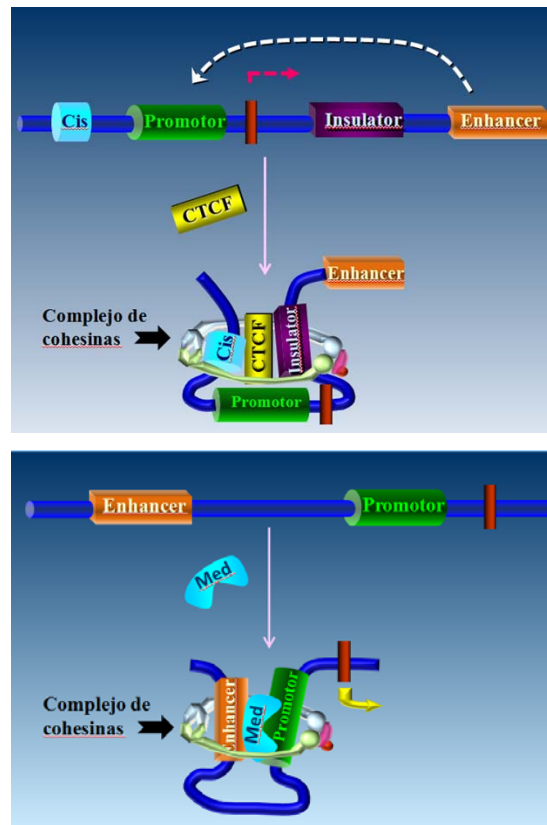 Cis
Promotor
Insulator
Enhancer
CTCF
Enhancer
Complejo de
cohesinas
Cis
CTCF
Insulator
Promotor
Enhancer
Promotor
Med
Complejo de
cohesinas
Enhancer
Med
Promotor